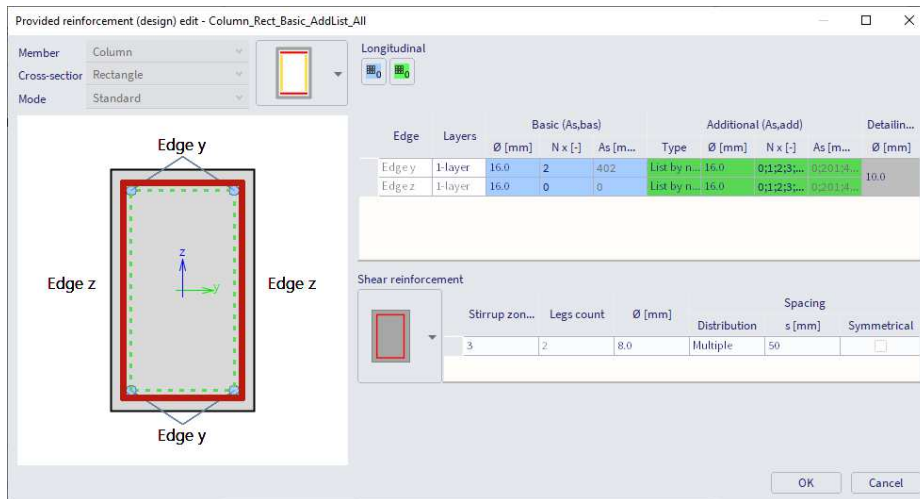 Provided reinforcement (design) edit - Column_Rect_Basic_AddList_All
Member Column
Cross-section Rectangle
Mode Standard
Longitudinal
0 0
Edge Layers Basic (As,bas) Additional (As,add) Detailin...
Ø [mm] N x [-] As [m... Type Ø [mm] N x [-] As [m... Ø [mm]
Edge y 1-layer 16.0 2 402 List by n... 16.0 0;1;2;3;... 0;201;4... 10.0
Edge z 1-layer 16.0 0 0 List by n... 16.0 0;1;2;3;... 0;201;4...
Edge y
z
Edge z Edge z
y
Edge y
Shear reinforcement
Stirrup zon... Legs count Ø [mm] Spacing
Distribution s [mm] Symmetrical
3 2 8.0 Multiple 50
OK Cancel